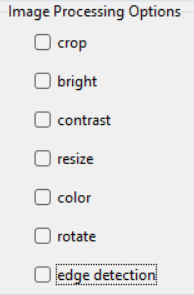 Image Processing Options
crop
bright
contrast
resize
color
rotate
edge detection